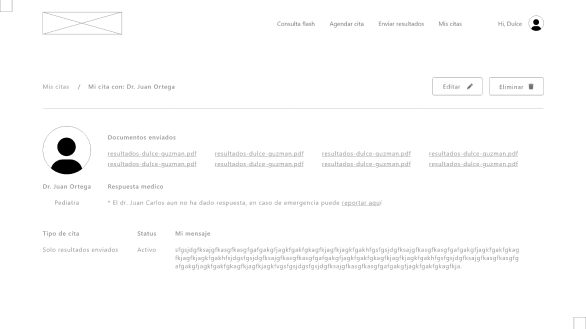 Consulta flash Agendar cita Enviar resultados Mis citas Hi, Dulce
Mis citas / Mi cita con: Dr. Juan Ortega Editar Eliminar
Documentos enviados
resultados-dulce-guzman.pdf resultados-dulce-guzman.pdf resultados-dulce-guzman.pdf resultados-dulce-guzman.pdf
resultados-dulce-guzman.pdf resultados-dulce-guzman.pdf resultados-dulce-guzman.pdf resultados-dulce-guzman.pdf
Dr. Juan Ortega Respuesta medico
Pediatra * El dr. Juan Carlos aun no ha dado respuesta, en caso de emergencia puede reportar aquí
Tipo de cita Status Mi mensaje
Solo resultados enviados Activo